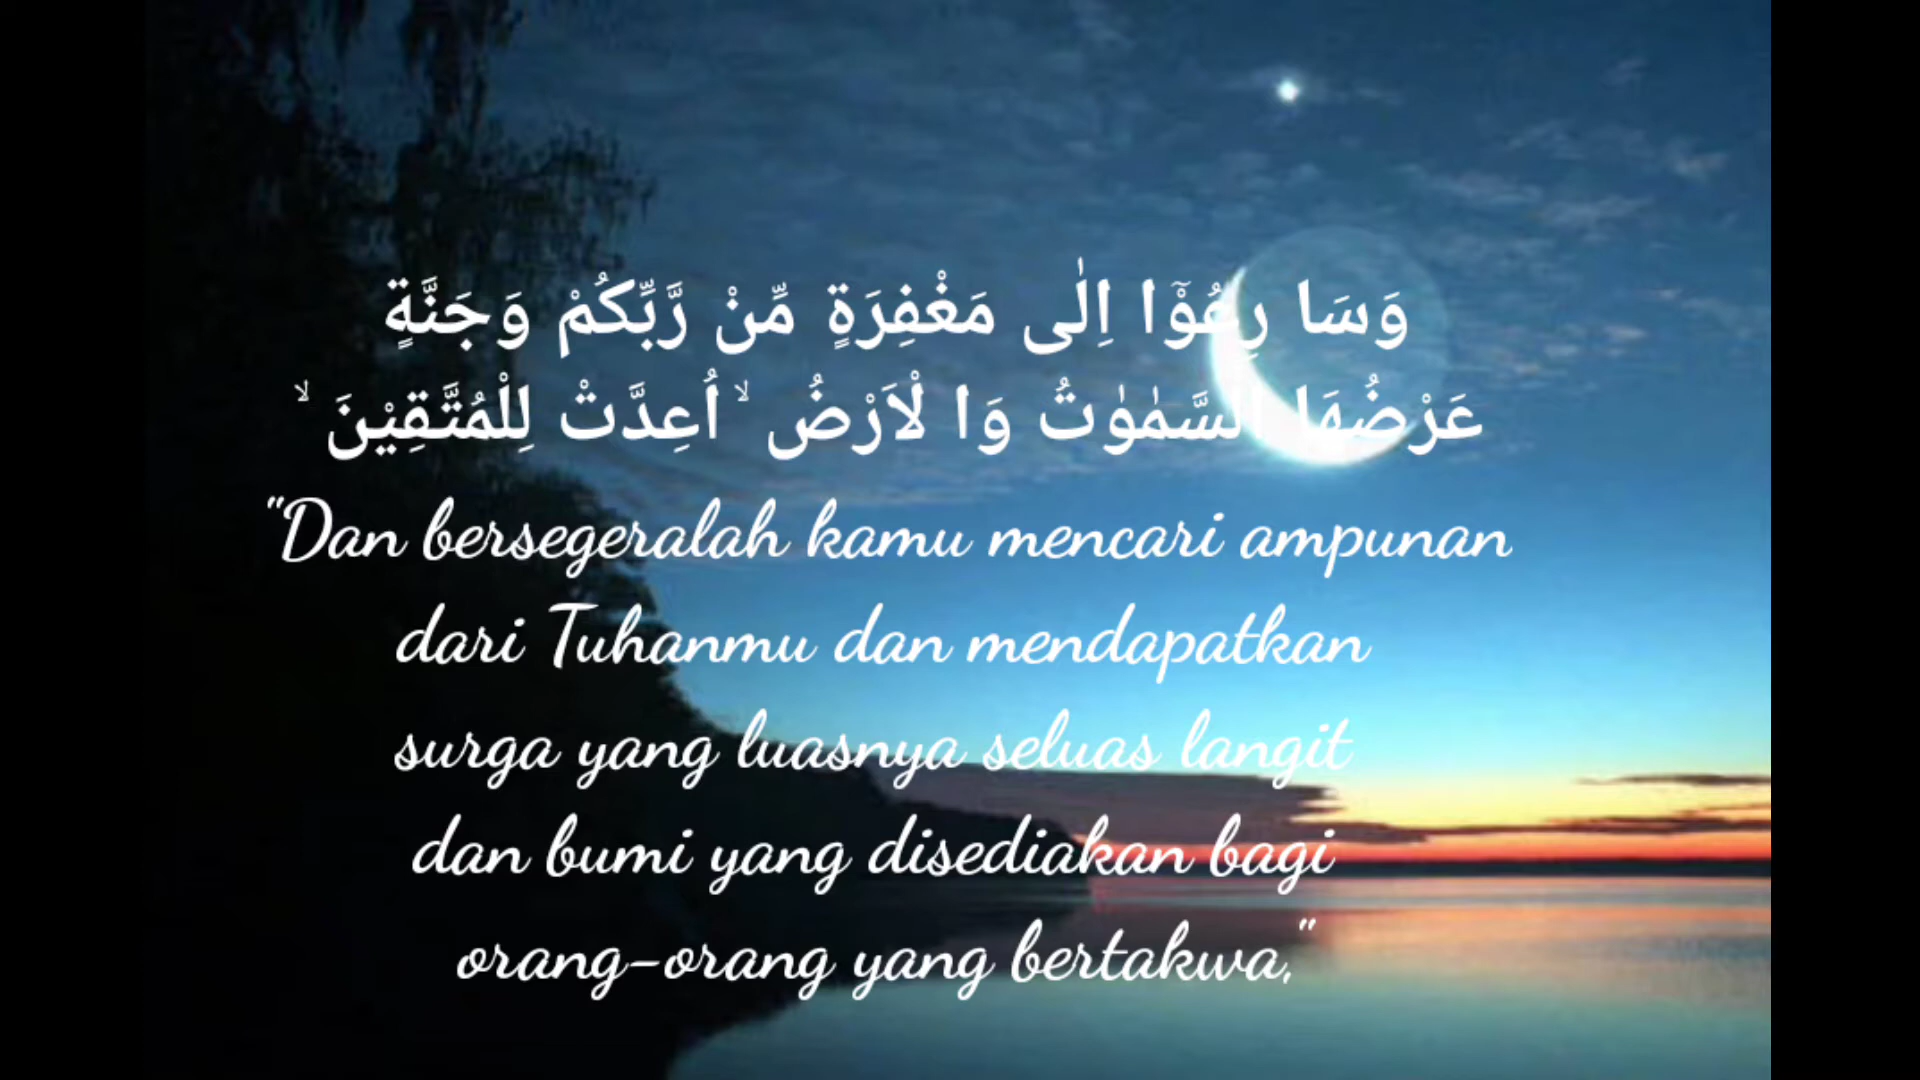 وَسَا رِعُوْۤا اِلٰى مَغْفِرَةٍ مِّنْ رَّبِّكُمْ وَجَنَّةٍ
عَرْضُهَا السَّمٰوٰتُ وَا لْاَرْضُ ۙ اُعِدَّتْ لِلْمُتَّقِيْنَ ۙ
"Dan bersegeralah kamu mencari ampunan
dari Tuhanmu dan mendapatkan
surga yang luasnya seluas langit
dan bumi yang disediakan bagi
orang-orang yang bertakwa,"